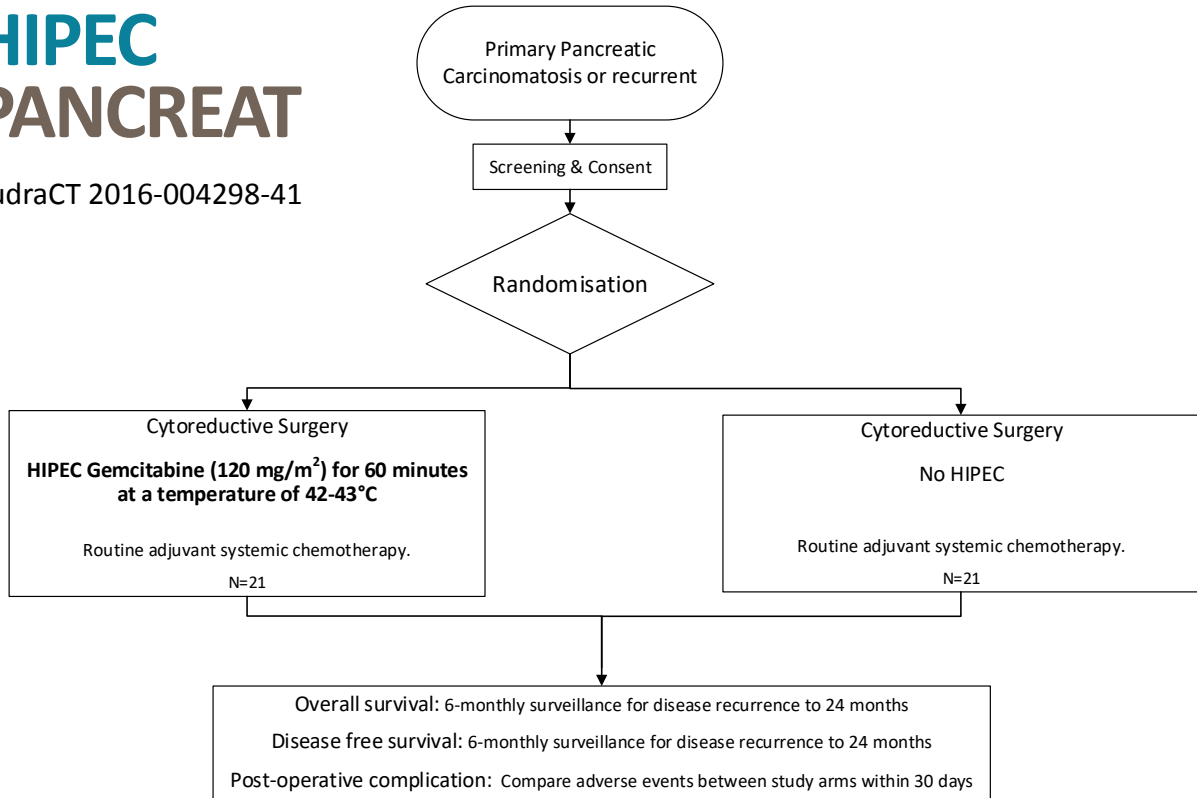 HIPEC
PANCREAT
udraCT 2016-004298-41
Primary Pancreatic
Carcinomatosis or recurrent
Screening & Consent
Randomisation
Cytoreductive Surgery
HIPEC Gemcitabine (120 mg/m²) for 60 minutes
at a temperature of 42-43°C
Routine adjuvant systemic chemotherapy.
N=21
Cytoreductive Surgery
No HIPEC
Routine adjuvant systemic chemotherapy.
N=21
Overall survival: 6-monthly surveillance for disease recurrence to 24 months
Disease free survival: 6-monthly surveillance for disease recurrence to 24 months
Post-operative complication: Compare adverse events between study arms within 30 days